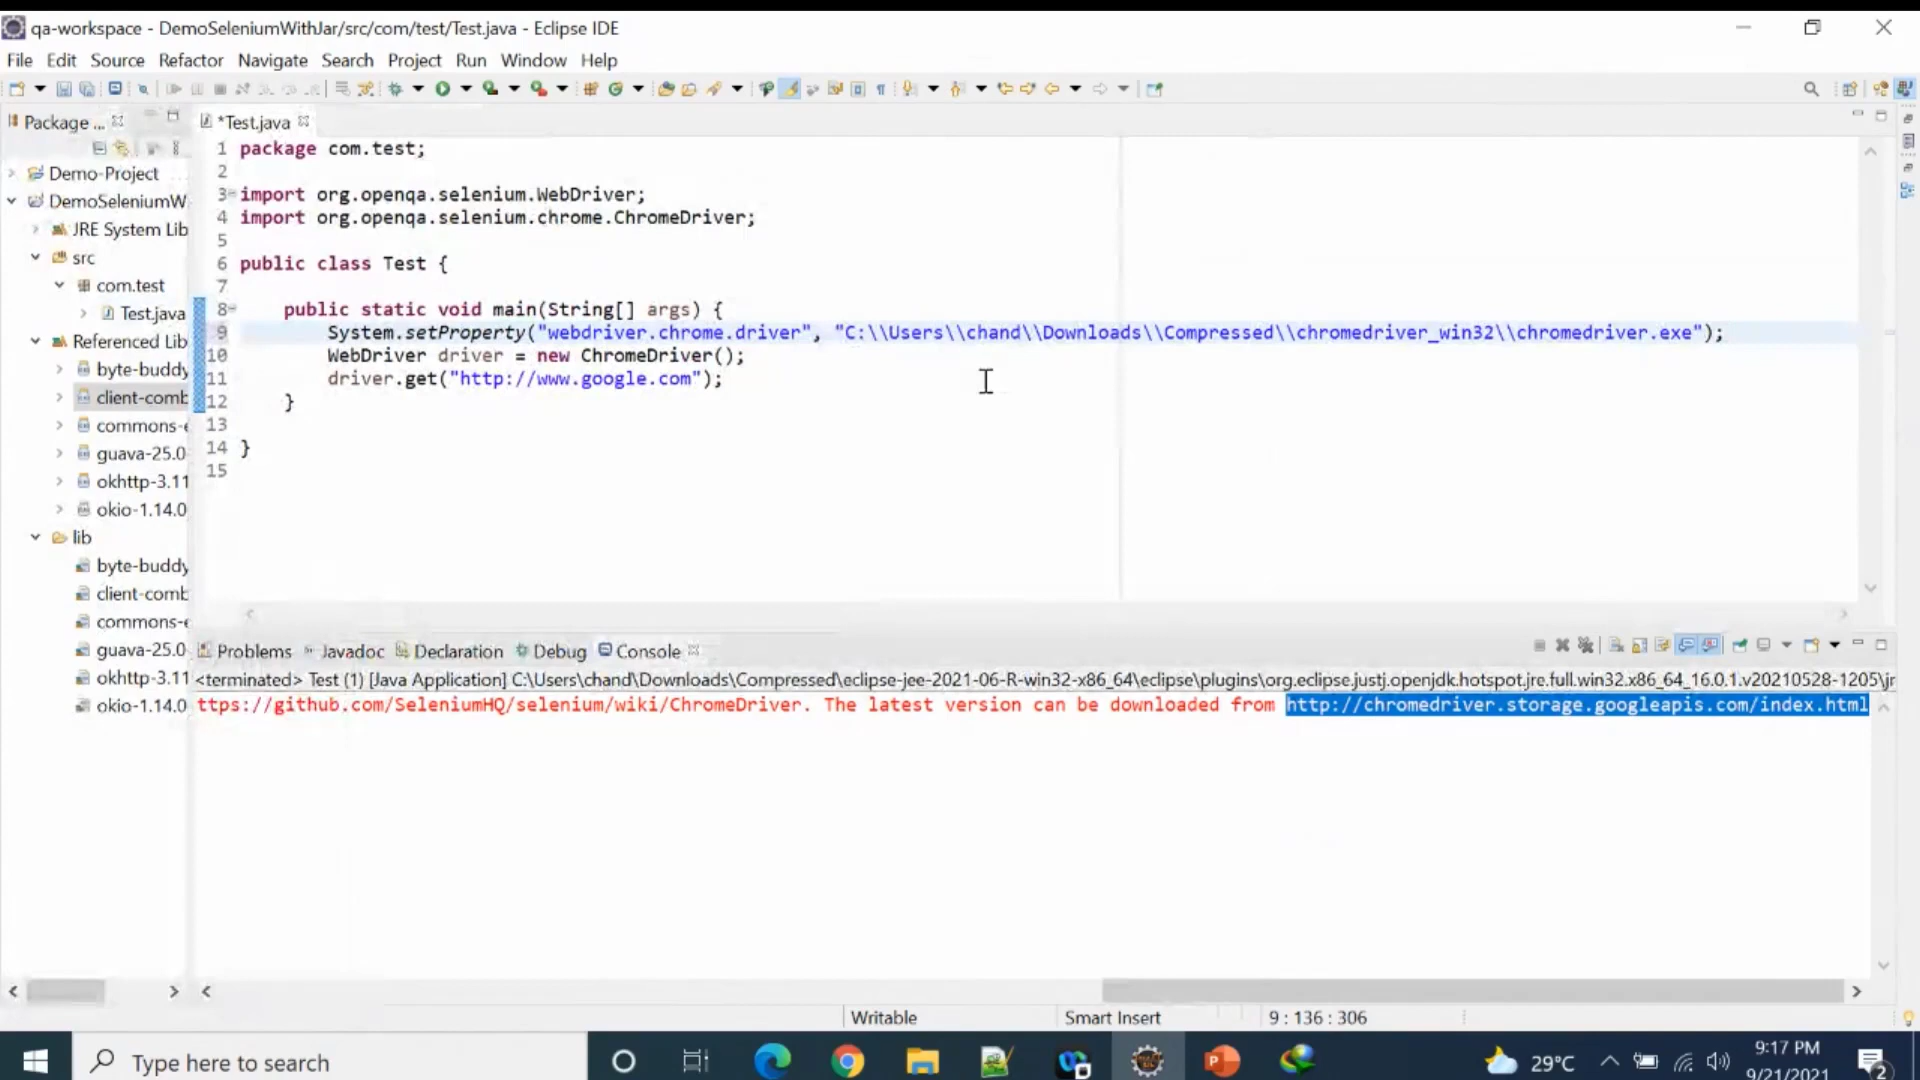 qa-workspace - DemoSeleniumWithJar/src/com/test/Test.java - Eclipse IDE
File Edit Source Refactor Navigate Search Project Run Window Help
Package ...
*Test.java
Demo-Project
DemoSeleniumW
JRE System Lib
src
com.test
Test.java
Referenced Lib
byte-buddy
client-comb
commons-e
guava-25.0
okhttp-3.11
okio-1.14.0
lib
byte-buddy
client-comb
commons-e
guava-25.0
okhttp-3.11
okio-1.14.0
1 package com.test;
2
3 import org.openqa.selenium.WebDriver;
4 import org.openqa.selenium.chrome.ChromeDriver;
5
6 public class Test {
7
8 public static void main(String[] args) {
9 System.setProperty("webdriver.chrome.driver", "C:\\Users\\chand\\Downloads\\Compressed\\chromedriver_win32\\chromedriver.exe");
10 WebDriver driver = new ChromeDriver();
11 driver.get("http://www.google.com");
12 }
13
14 }
15
Problems Javadoc Declaration Debug Console
<terminated> Test (1) [Java Application] C:\Users\chand\Downloads\Compressed\eclipse-jee-2021-06-R-win32-x86_64\eclipse\plugins\org.eclipse.justj.openjdk.hotspot.jre.full.win32.x86_64_16.0.1.v20210528-1205\jr
ttps://github.com/SeleniumHQ/selenium/wiki/ChromeDriver. The latest version can be downloaded from http://chromedriver.storage.googleapis.com/index.html
Writable Smart Insert 9 : 136 : 306
Type here to search
29°C
9:17 PM
9/21/2021
2